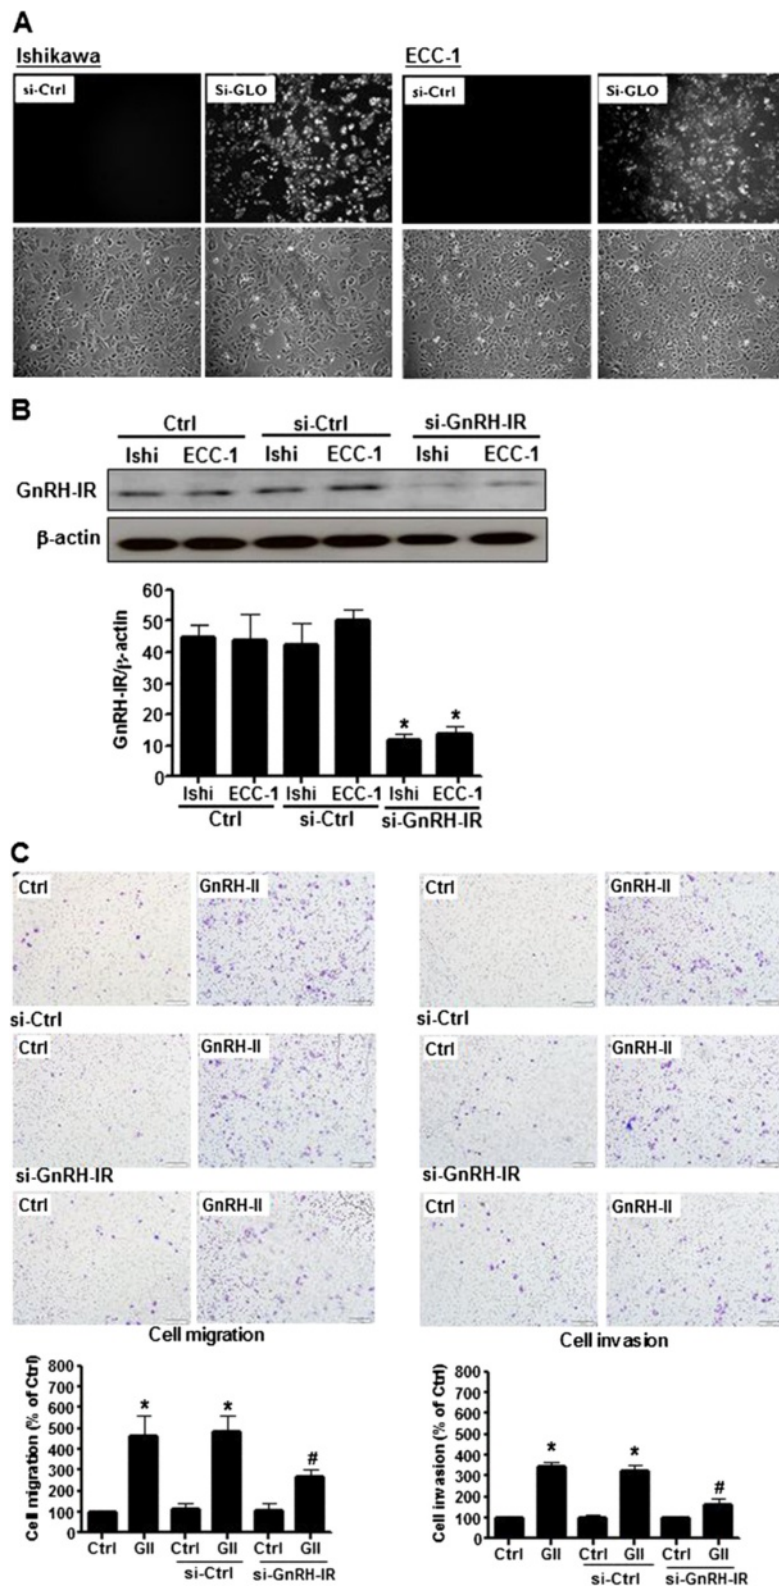 A
Ishikawa ECC-1
si-Ctrl Si-GLO si-Ctrl Si-GLO
B
Ctrl si-Ctrl si-GnRH-IR
Ishi ECC-1 Ishi ECC-1 Ishi ECC-1
GnRH-IR
β-actin
GnRH-IR/β-actin
60
50
40
30
20
10
0
* *
Ishi ECC-1 Ishi ECC-1 Ishi ECC-1
Ctrl si-Ctrl si-GnRH-IR
C
Ctrl GnRH-II Ctrl GnRH-II
si-Ctrl si-Ctrl
Ctrl GnRH-II Ctrl GnRH-II
si-GnRH-IR si-GnRH-IR
Ctrl GnRH-II Ctrl GnRH-II
Cell migration Cell invasion
Cell migration (% of Ctrl)
800
700
600
500
400
300
200
100
0
* * #
Ctrl GII Ctrl GII Ctrl GII
si-Ctrl si-GnRH-IR
Cell invasion (% of Ctrl)
800
700
600
500
400
300
200
100
0
* * #
Ctrl GII Ctrl GII Ctrl GII
si-Ctrl si-GnRH-IR